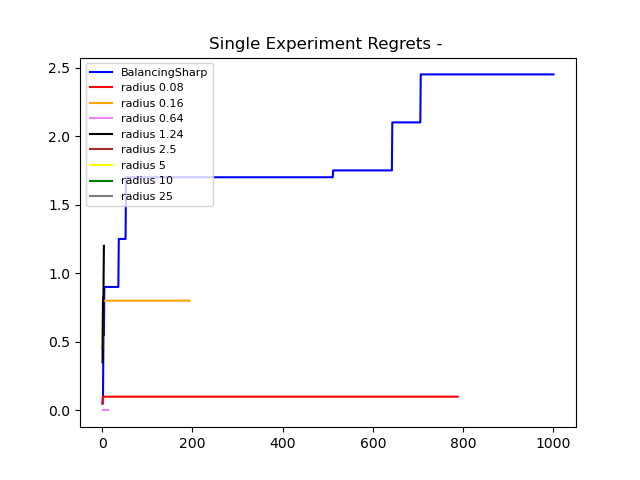 Single Experiment Regrets -
2.5
2.0
1.5
1.0
0.5
0.0
BalancingSharp
radius 0.08
radius 0.16
radius 0.64
radius 1.24
radius 2.5
radius 5
radius 10
radius 25
0 200 400 600 800 1000